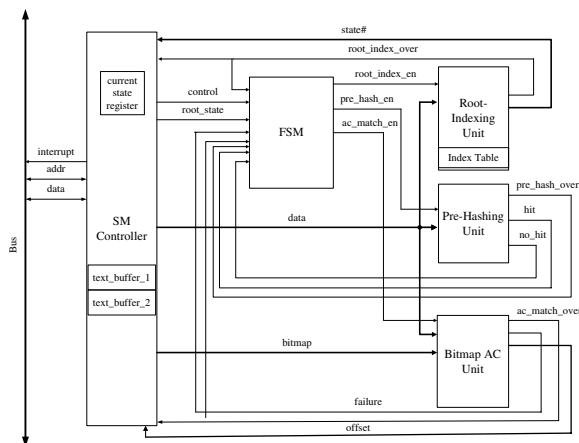 state#
root_index_over
current
state
register
control
root_state
FSM
root_index_en
pre_hash_en
ac_match_en
Root-
Indexing
Unit
Index Table
interrupt
addr
data
Bus
SM
Controller
data
pre_hash_over
hit
no_hit
Pre-Hashing
Unit
text_buffer_1
text_buffer_2
bitmap
ac_match_over
Bitmap AC
Unit
failure
offset